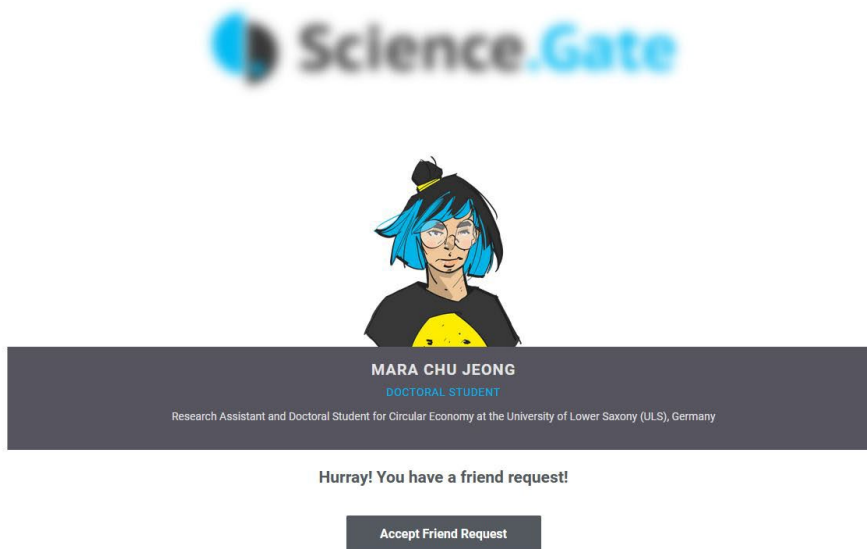 Science.Gate
MARA CHU JEONG
DOCTORAL STUDENT
Research Assistant and Doctoral Student for Circular Economy at the University of Lower Saxony (ULS), Germany
Hurray! You have a friend request!
Accept Friend Request